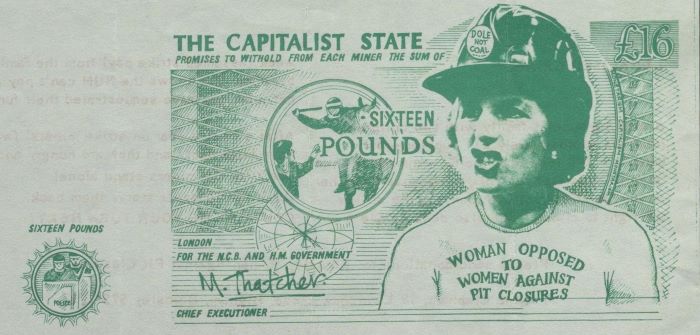 THE CAPITALIST STATE
PROMISES TO WITHOLD FROM EACH MINER THE SUM OF
DOLE
NOT
COAL
£16
SIXTEEN
POUNDS
SIXTEEN POUNDS
POLICE
LONDON
FOR THE N.C.B. AND H.M. GOVERNMENT
M. Thatcher.
CHIEF EXECUTIONER
WOMAN OPPOSED
TO
WOMEN AGAINST
PIT CLOSURES